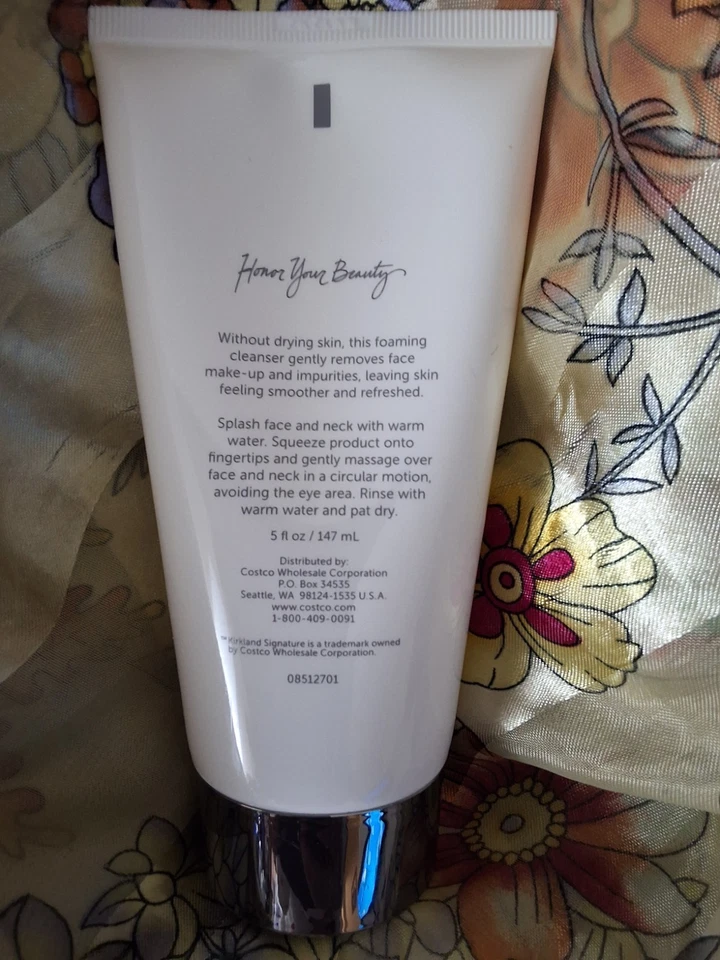 Honor Your Beauty
Without drying skin, this foaming
cleanser gently removes face
make-up and impurities, leaving skin
feeling smoother and refreshed.
Splash face and neck with warm
water. Squeeze product onto
fingertips and gently massage over
face and neck in a circular motion,
avoiding the eye area. Rinse with
warm water and pat dry.
5 fl oz / 147 mL
Distributed by:
Costco Wholesale Corporation
P.O. Box 34535
Seattle, WA 98124-1535 U.S.A.
www.costco.com
1-800-409-0091
™Kirkland Signature is a trademark owned
by Costco Wholesale Corporation.
08512701